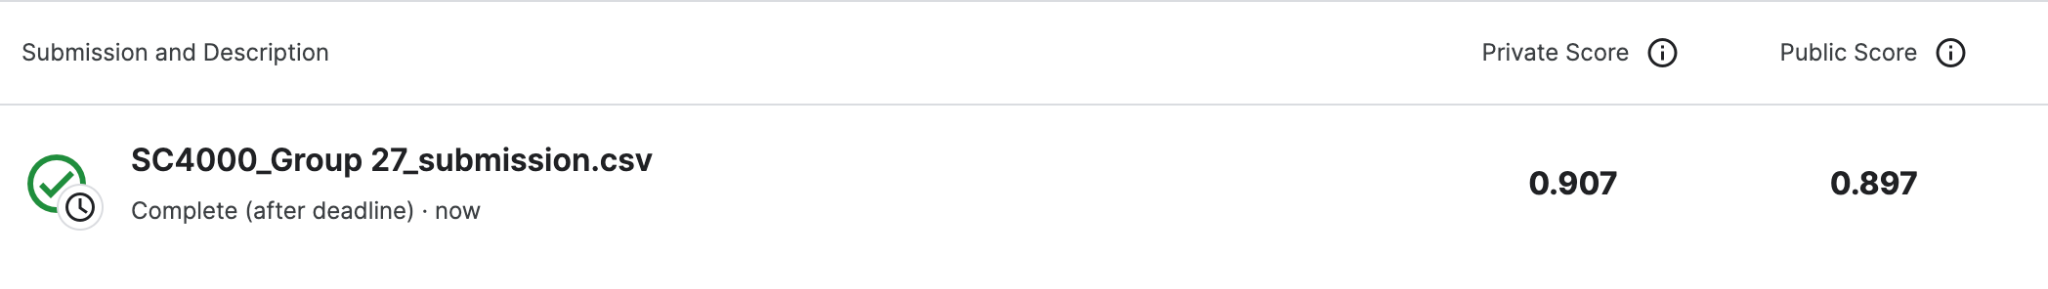 Submission and Description Private Score Public Score
SC4000_Group 27_submission.csv
0.907 0.897
Complete (after deadline) · now